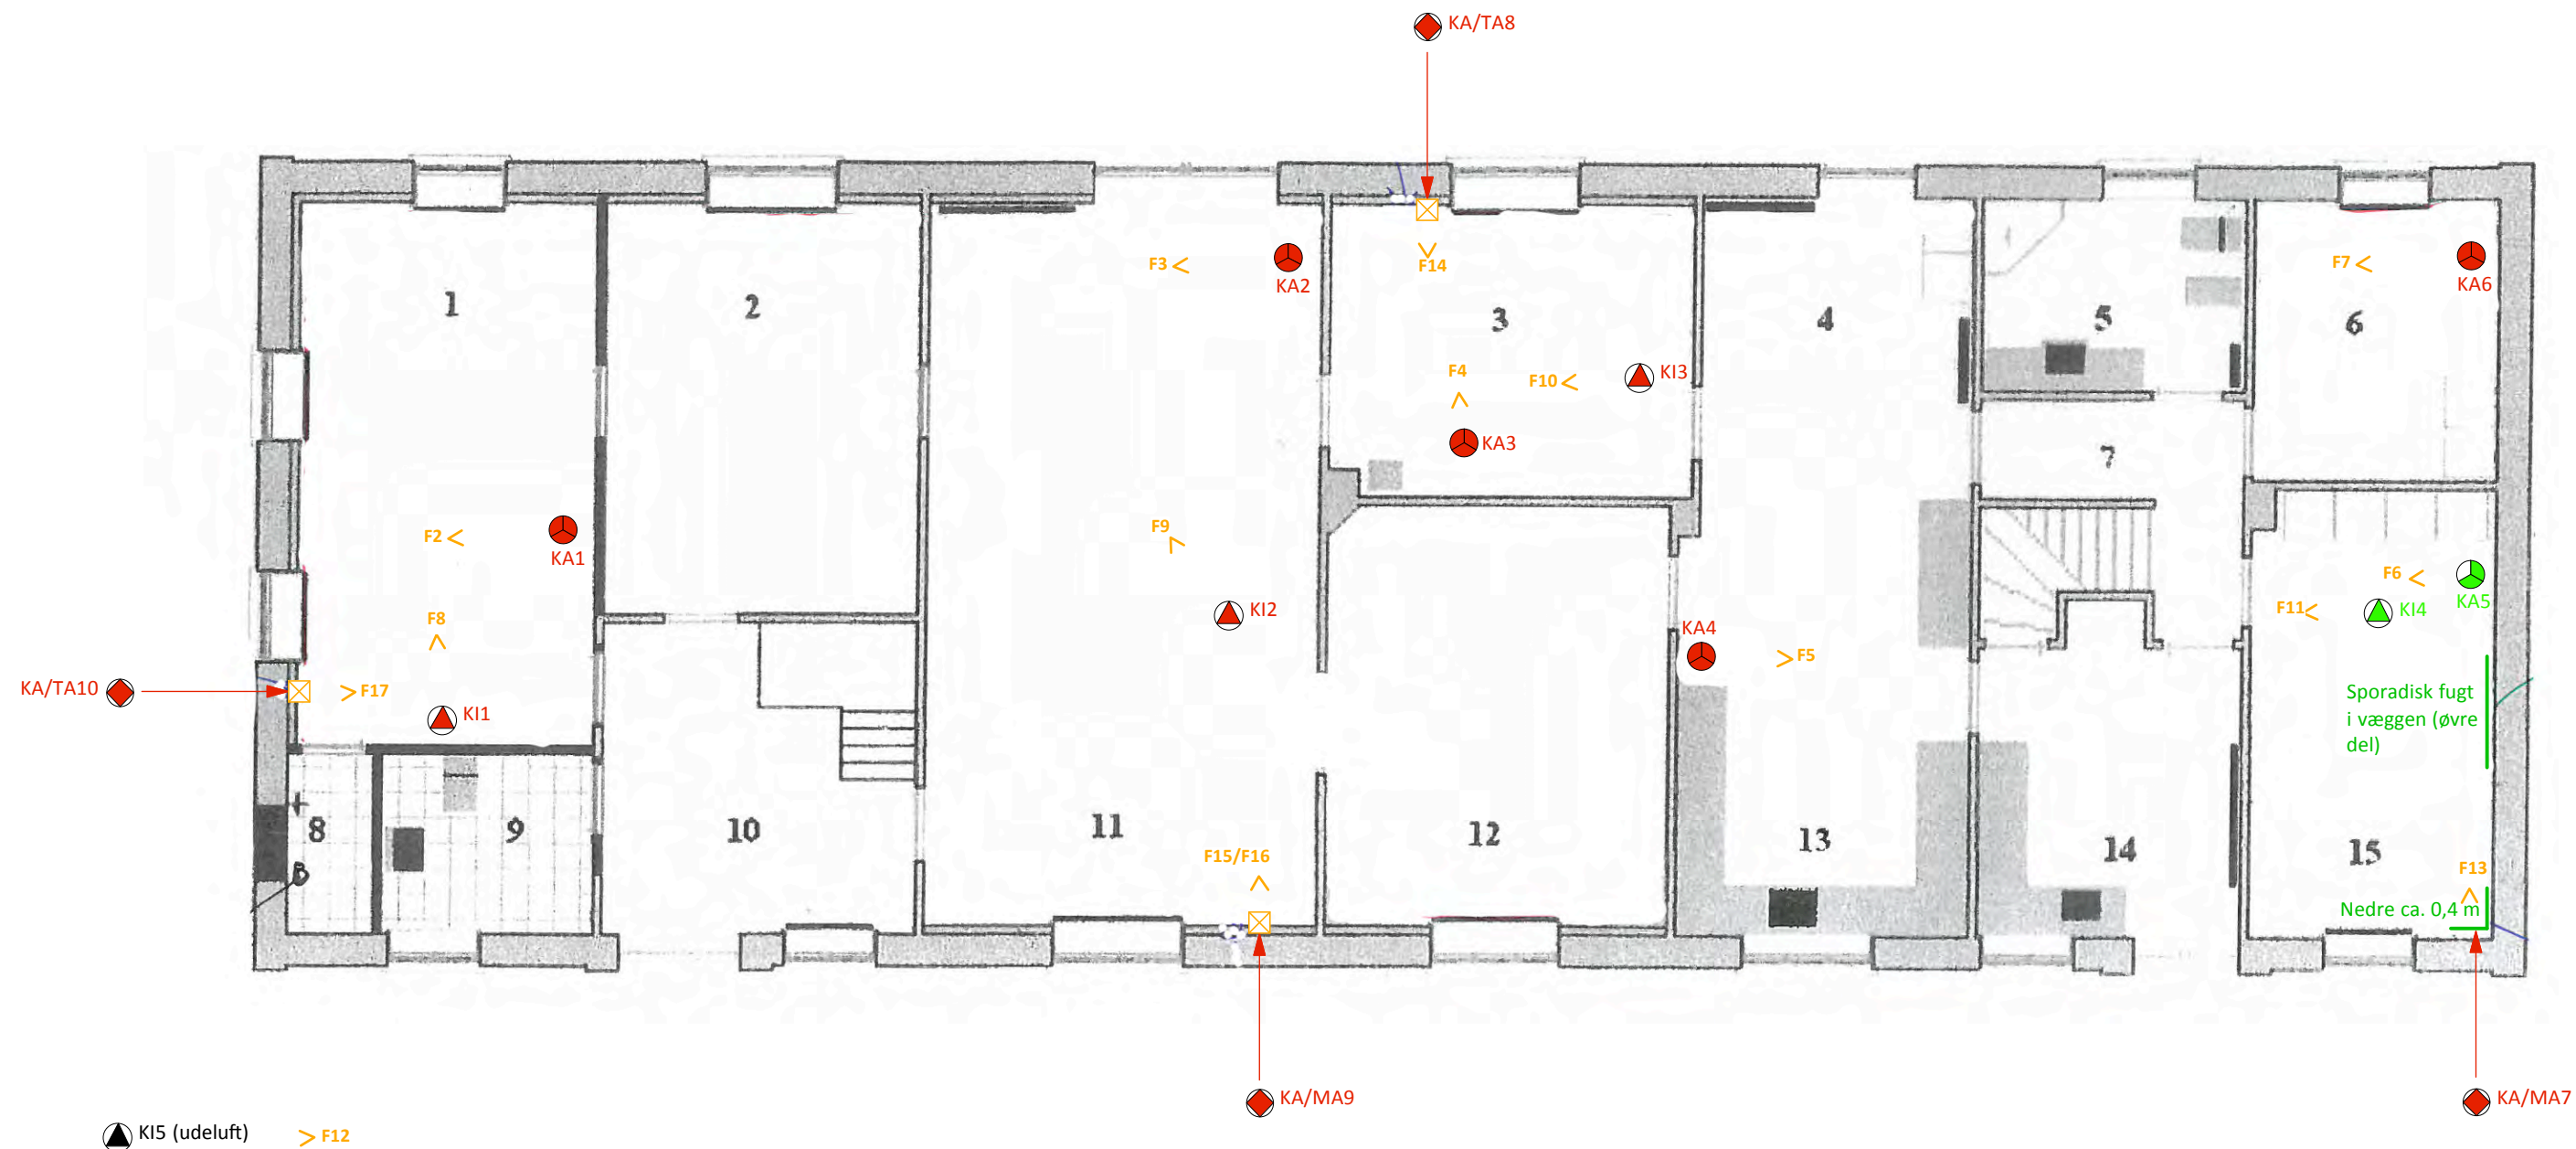 KA/TA8
F3
KA2
F14
F7
KA6
1
2
3
4
5
6
F4
F10
KI3
KA3
7
F2
KA1
F9
F6
KA5
F11
KI4
F8
KI2
KA4
F5
KA/TA10
F17
KI1
Sporadisk fugt
i væggen (øvre
del)
8
9
10
11
12
13
14
15
B
F15/F16
F13
Nedre ca. 0,4 m
KA/MA9
KA/MA7
KI5 (udeluft)
F12